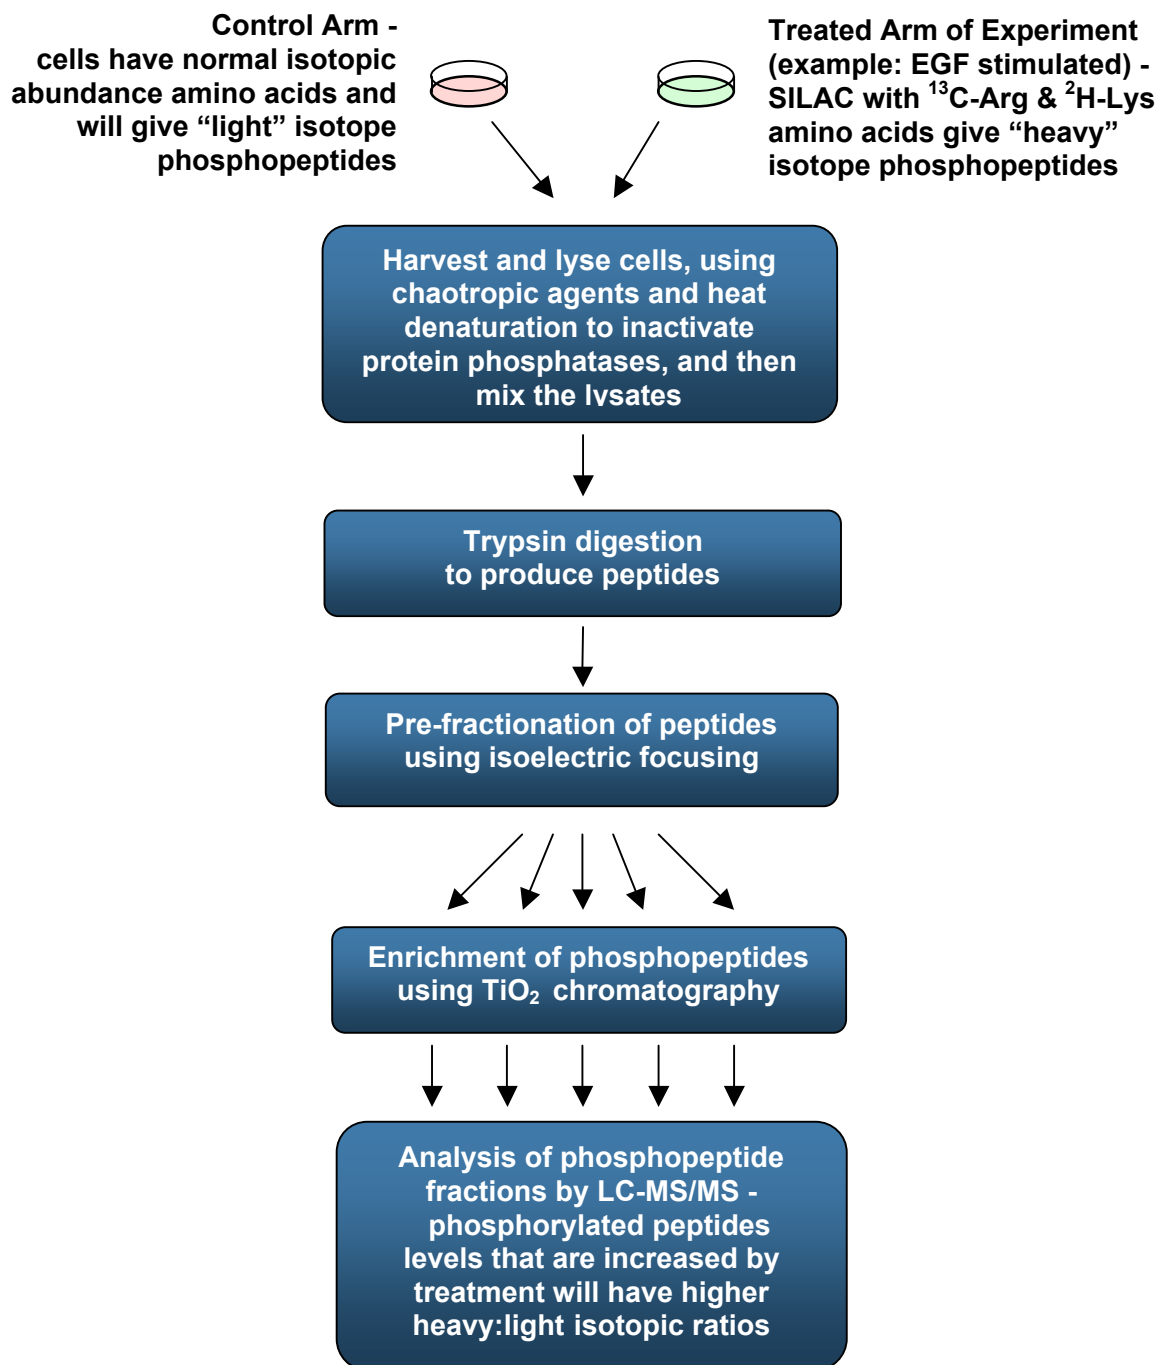 Control Arm -
cells have normal isotopic
abundance amino acids and
will give “light” isotope
phosphopeptides
Treated Arm of Experiment
(example: EGF stimulated) -
SILAC with ¹³C-Arg & ²H-Lys
amino acids give “heavy”
isotope phosphopeptides
Harvest and lyse cells, using
chaotropic agents and heat
denaturation to inactivate
protein phosphatases, and then
mix the lysates
Trypsin digestion
to produce peptides
Pre-fractionation of peptides
using isoelectric focusing
Enrichment of phosphopeptides
using TiO₂ chromatography
Analysis of phosphopeptide
fractions by LC-MS/MS -
phosphorylated peptides
levels that are increased by
treatment will have higher
heavy:light isotopic ratios